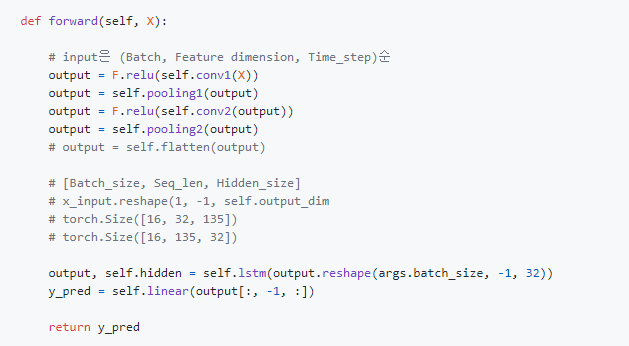 def forward(self, X):
# input은 (Batch, Feature dimension, Time_step)순
output = F.relu(self.conv1(X))
output = self.pooling1(output)
output = F.relu(self.conv2(output))
output = self.pooling2(output)
# output = self.flatten(output)
# [Batch_size, Seq_len, Hidden_size]
# x_input.reshape(1, -1, self.output_dim
# torch.Size([16, 32, 135])
# torch.Size([16, 135, 32])
output, self.hidden = self.lstm(output.reshape(args.batch_size, -1, 32))
y_pred = self.linear(output[:, -1, :])
return y_pred